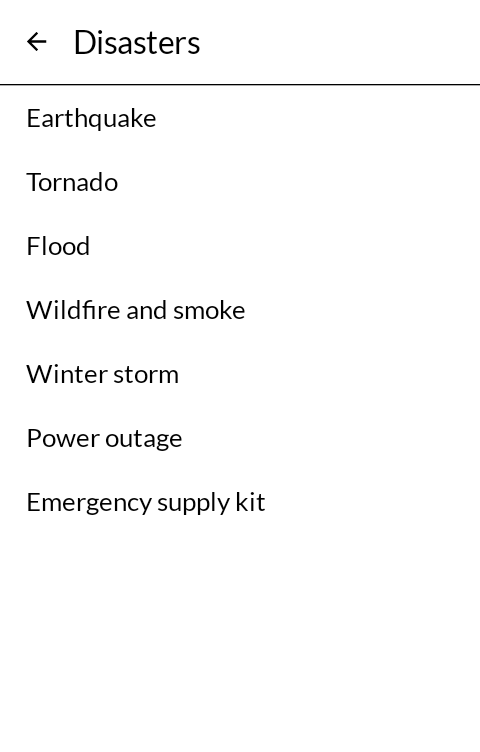 Disasters
Earthquake
Tornado
Flood
Wildfire and smoke
Winter storm
Power outage
Emergency supply kit